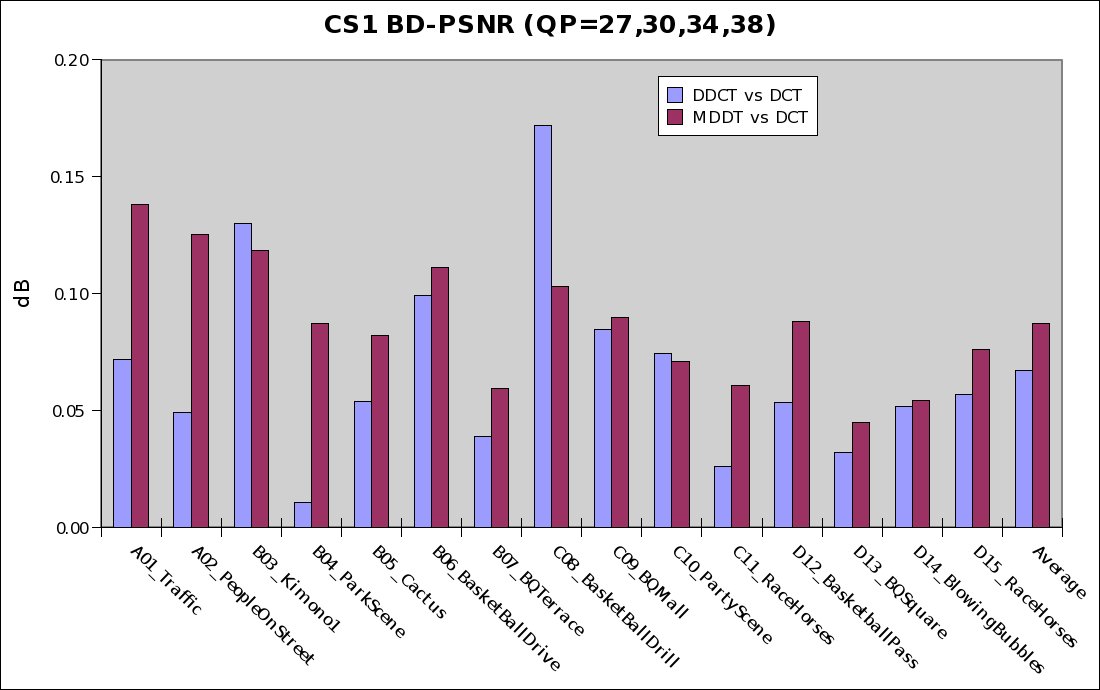 CS1 BD-PSNR (QP=27,30,34,38)
0.20
0.15
0.10
0.05
0.00
dB
DDCT vs DCT
MDDT vs DCT
A01_Traffic
A02_PeopleOnStreet
B03_Kimono1
B04_ParkScene
B05_Cactus
B06_BasketBallDrive
B07_BQTerrace
C08_BasketBallDrill
C09_BQMall
C10_PartyScene
C11_RaceHorses
D12_BasketballPass
D13_BQSquare
D14_BlowingBubbles
D15_RaceHorses
Average